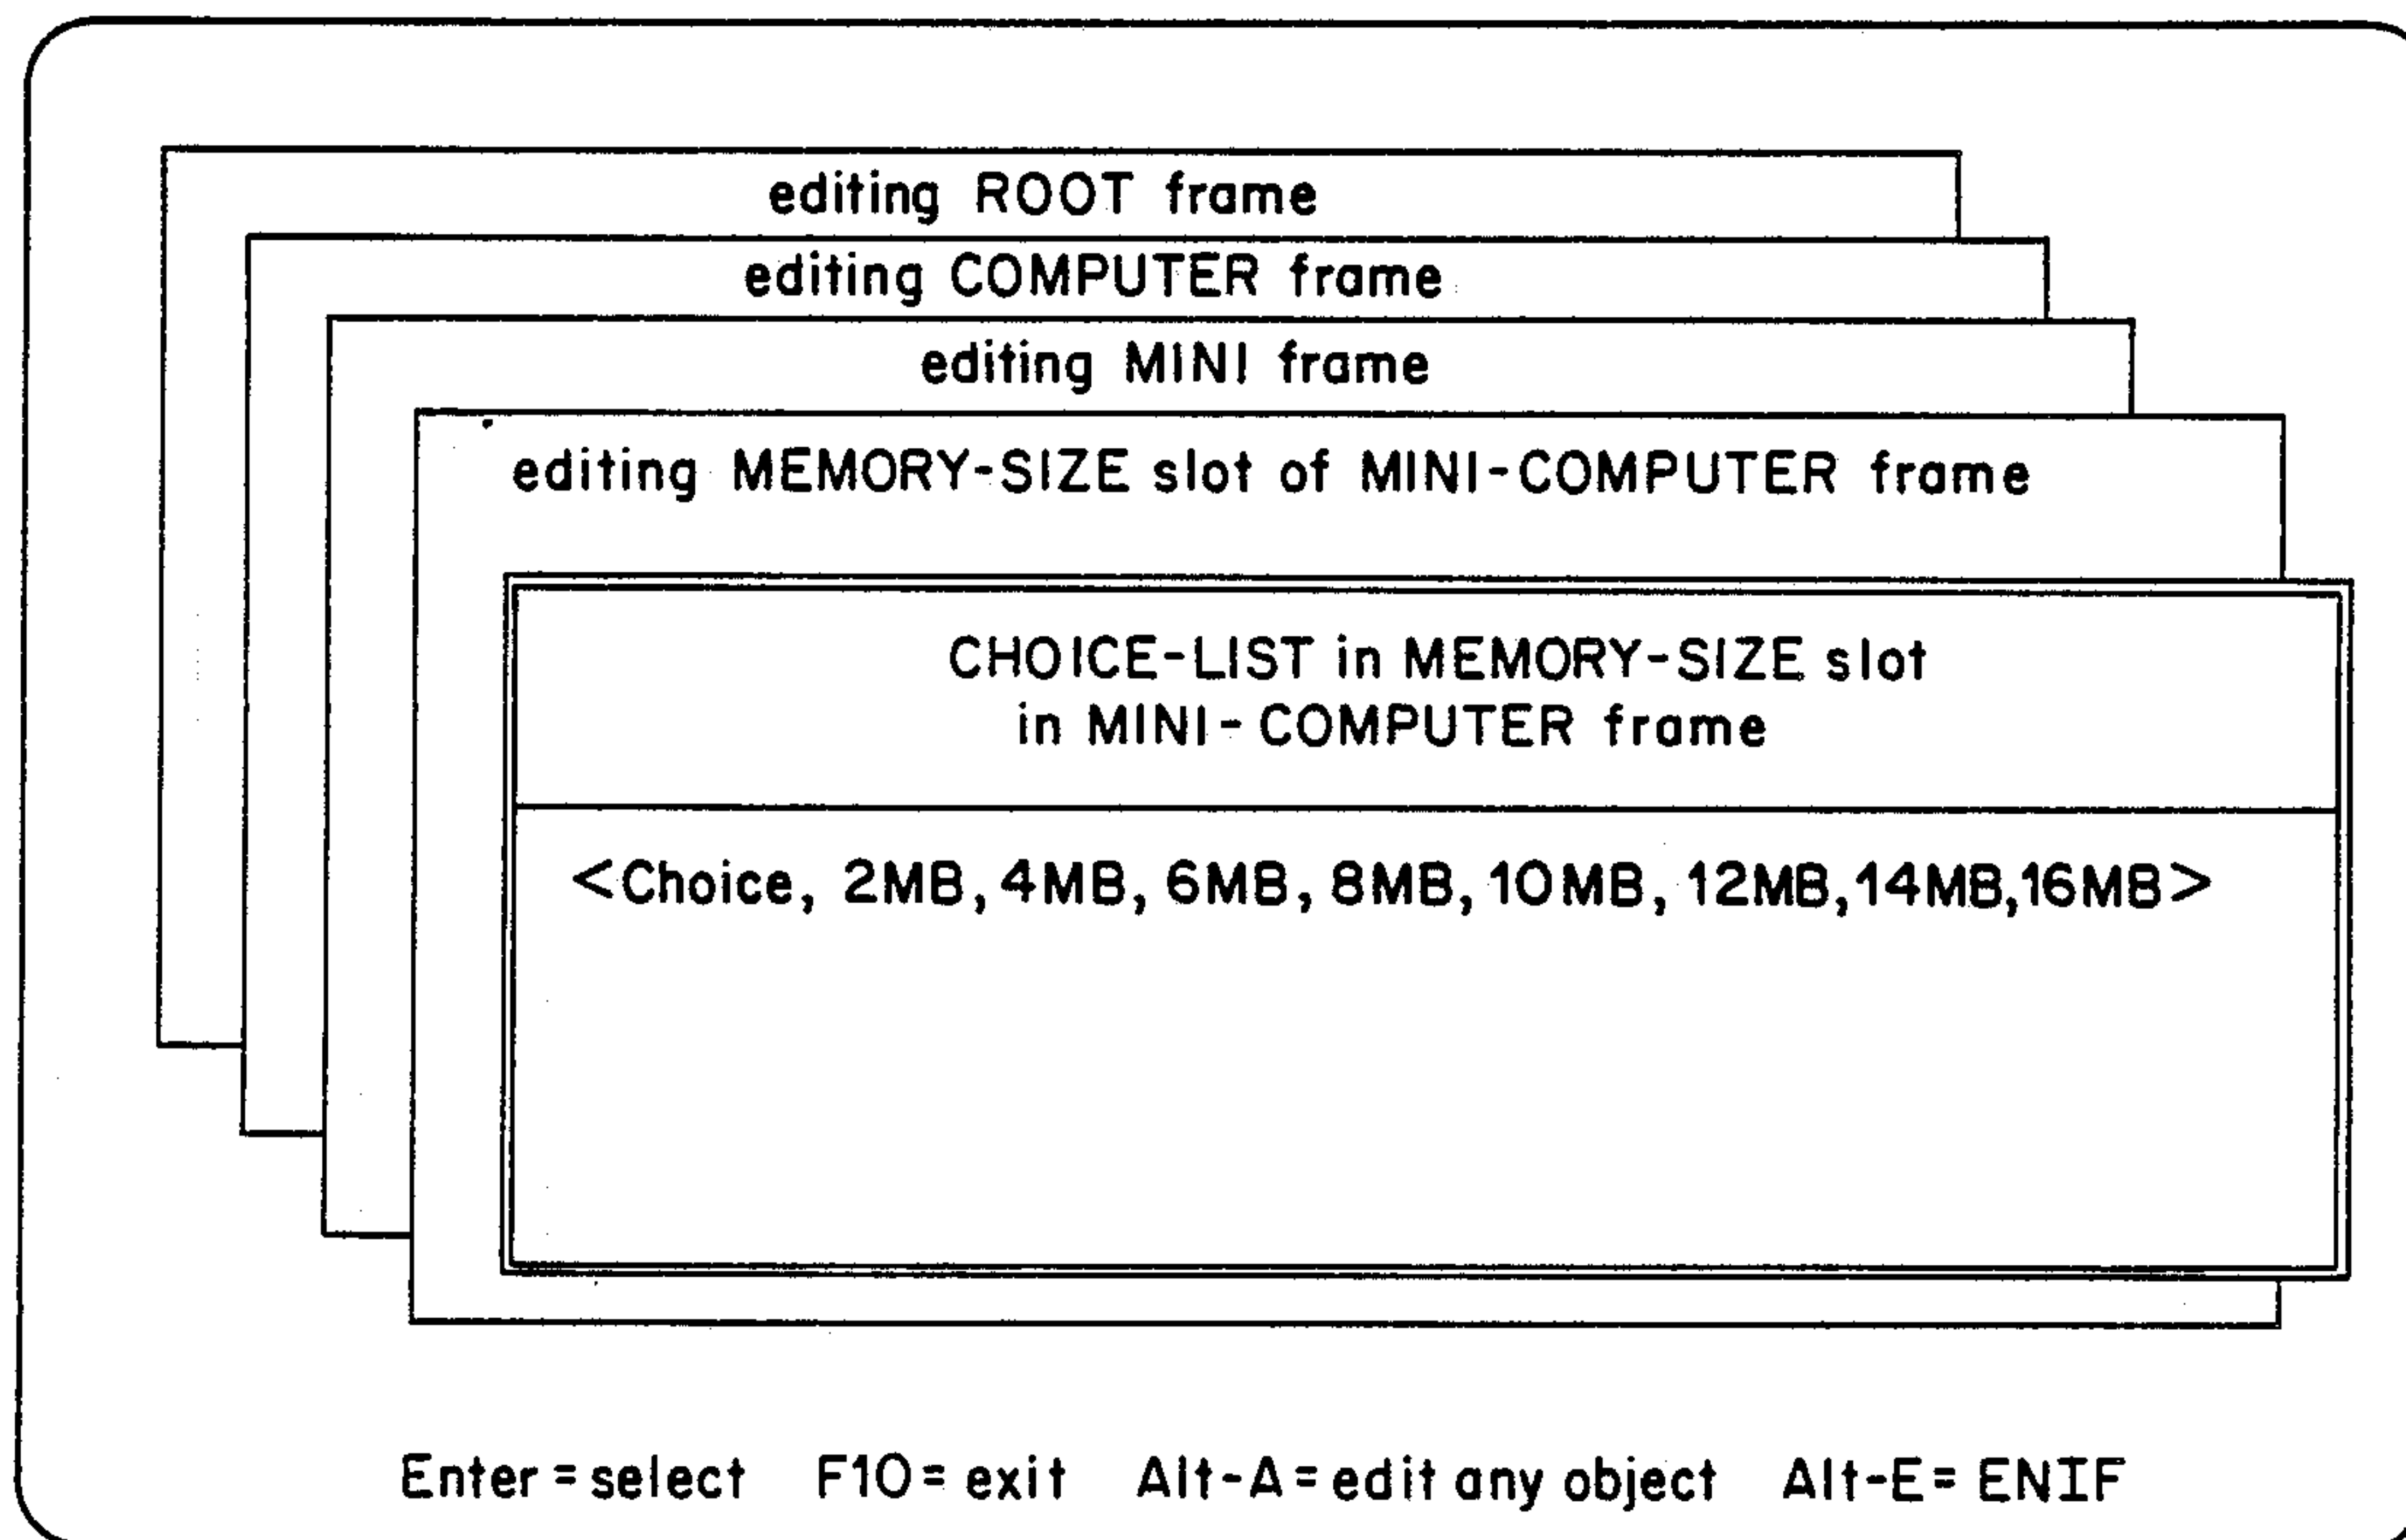 editing ROOT frame
editing COMPUTER frame
editing MINI frame
editing MEMORY-SIZE slot of MINI-COMPUTER frame
CHOICE-LIST in MEMORY-SIZE slot
in MINI-COMPUTER frame
<Choice, 2MB, 4MB, 6MB, 8MB, 10MB, 12MB, 14MB, 16MB>
Enter = select F10 = exit Alt-A = edit any object Alt-E = ENIF